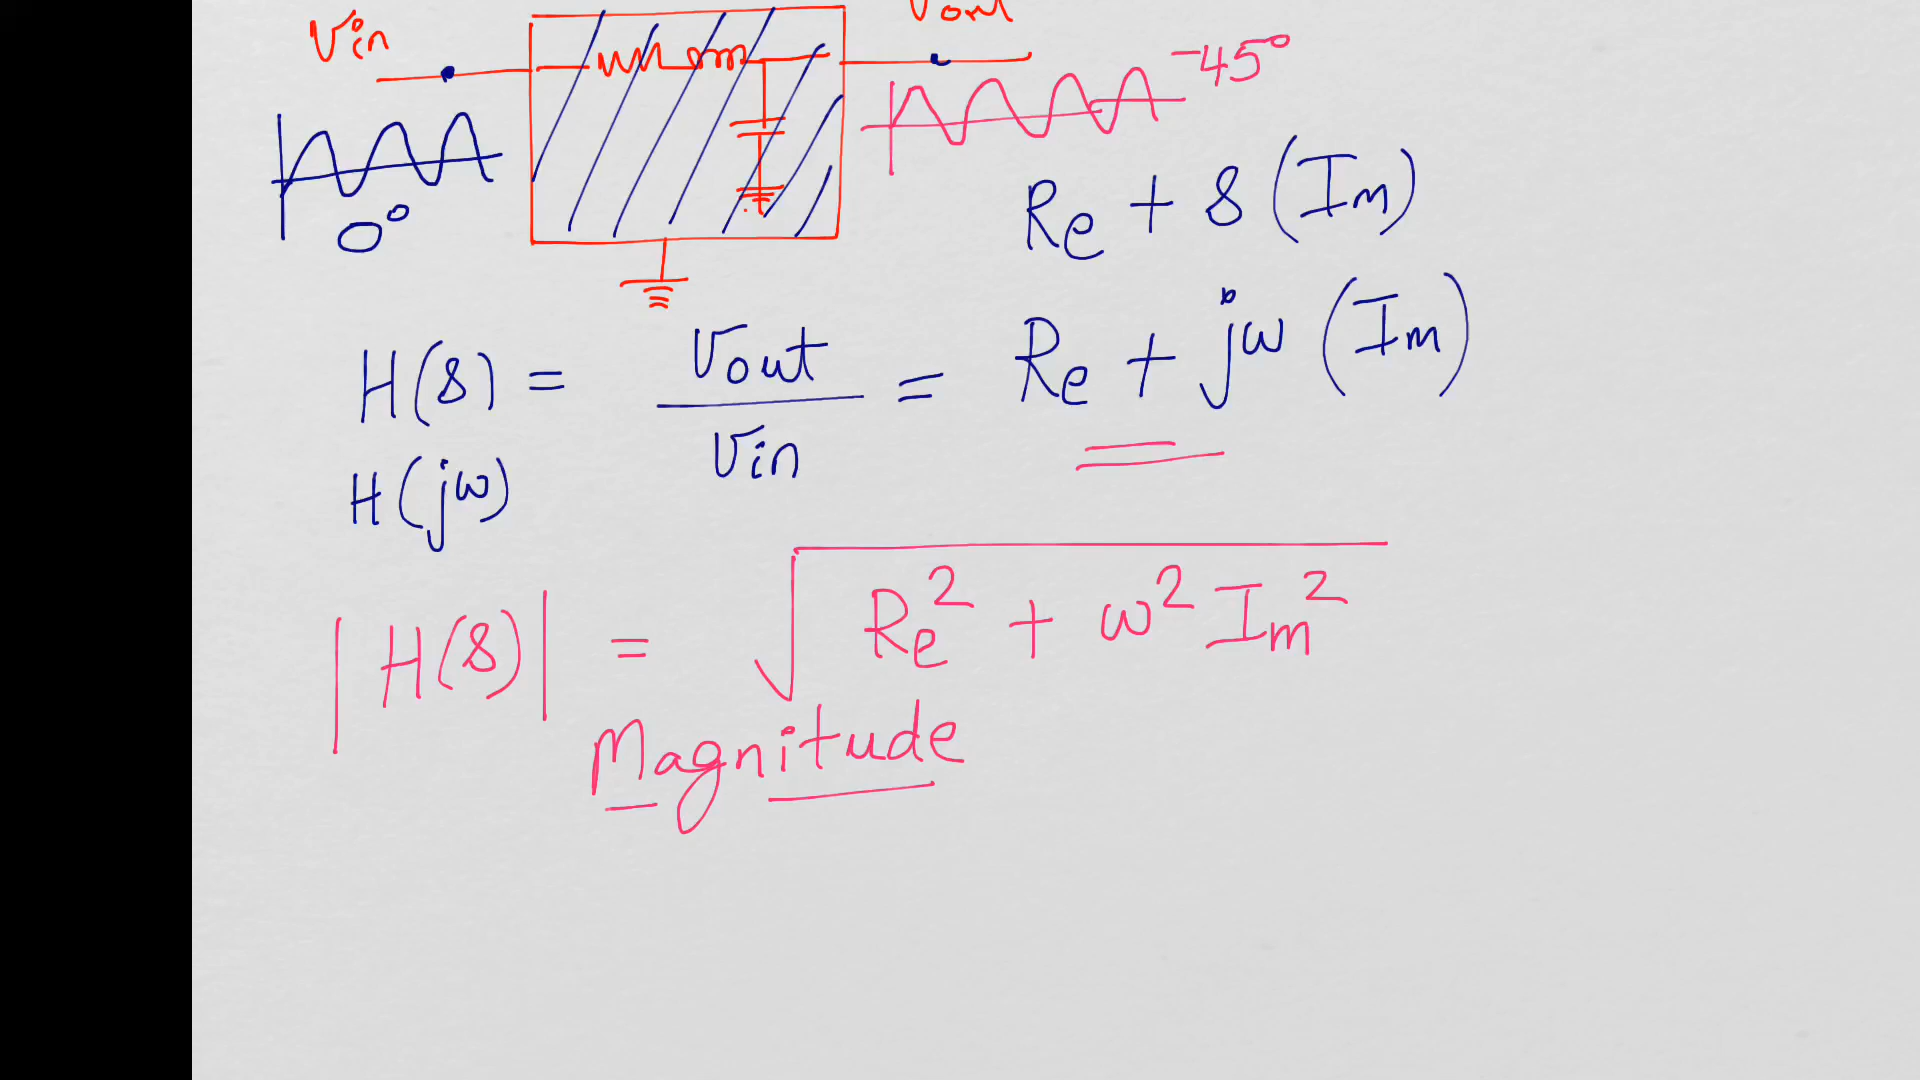 Vin
Vout
-45°
0°
Re + s (Im)
H(s) = Vout / Vin = Re + jω (Im)
H(jω)
|H(s)| = √(Re² + ω² Im²)
Magnitude